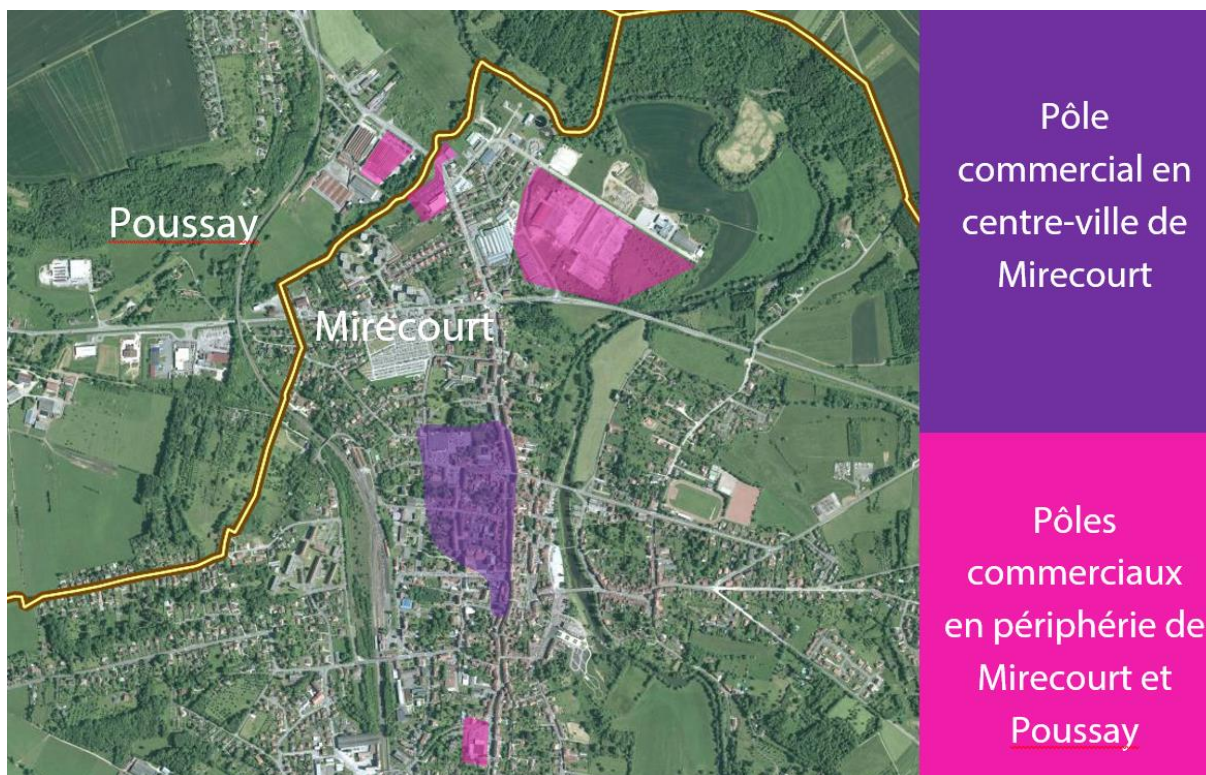 Poussay
Mirecourt
Pôle
commercial en
centre-ville de
Mirecourt
Pôles
commerciaux
en périphérie de
Mirecourt et
Poussay